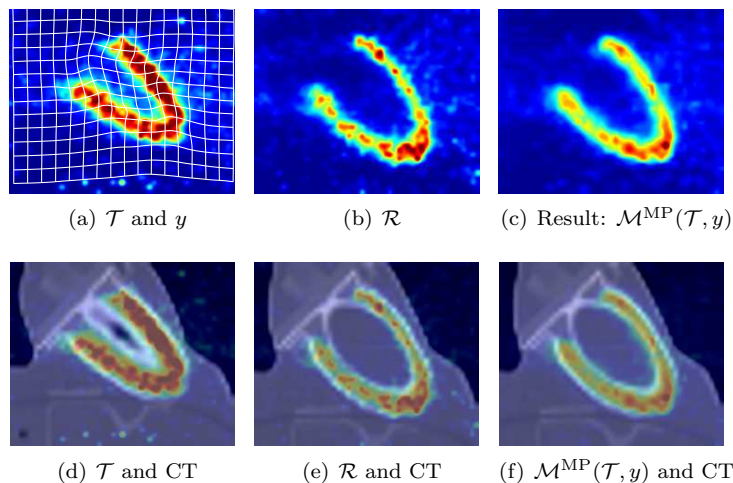 (a) 𝒯 and y
(b) ℛ
(c) Result: ℳ^MP(𝒯, y)
(d) 𝒯 and CT
(e) ℛ and CT
(f) ℳ^MP(𝒯, y) and CT